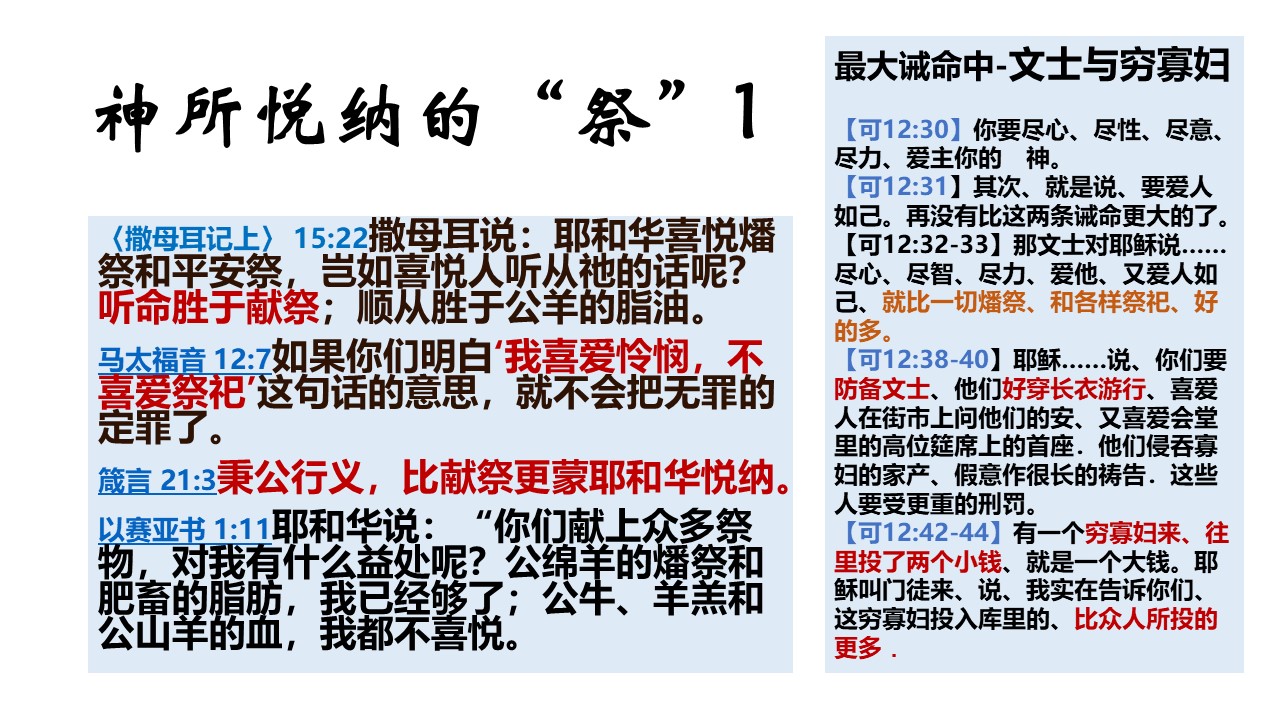 神所悦纳的“祭”1
〈撒母耳记上〉 15:22撒母耳说：耶和华喜悦燔
祭和平安祭，岂如喜悦人听从祂的话呢？
听命胜于献祭；顺从胜于公羊的脂油。
马太福音 12:7如果你们明白‘我喜爱怜悯，不
喜爱祭祀’这句话的意思，就不会把无罪的
定罪了。
箴言 21:3秉公行义，比献祭更蒙耶和华悦纳。
以赛亚书 1:11耶和华说：“你们献上众多祭
物，对我有什么益处呢？公绵羊的燔祭和
肥畜的脂肪，我已经够了；公牛、羊羔和
公山羊的血，我都不喜悦。
最大诫命中-文士与穷寡妇
【可12:30】你要尽心、尽性、尽意、
尽力、爱主你的　神。
【可12:31】其次、就是说、要爱人
如己。再没有比这两条诫命更大的了。
【可12:32-33】那文士对耶稣说……
尽心、尽智、尽力、爱他、又爱人如
己、就比一切燔祭、和各样祭祀、好
的多。
【可12:38-40】耶稣……说、你们要
防备文士、他们好穿长衣游行、喜爱
人在街市上问他们的安、又喜爱会堂
里的高位筵席上的首座．他们侵吞寡
妇的家产、假意作很长的祷告．这些
人要受更重的刑罚。
【可12:42-44】有一个穷寡妇来、往
里投了两个小钱、就是一个大钱。耶
稣叫门徒来、说、我实在告诉你们、
这穷寡妇投入库里的、比众人所投的
更多．